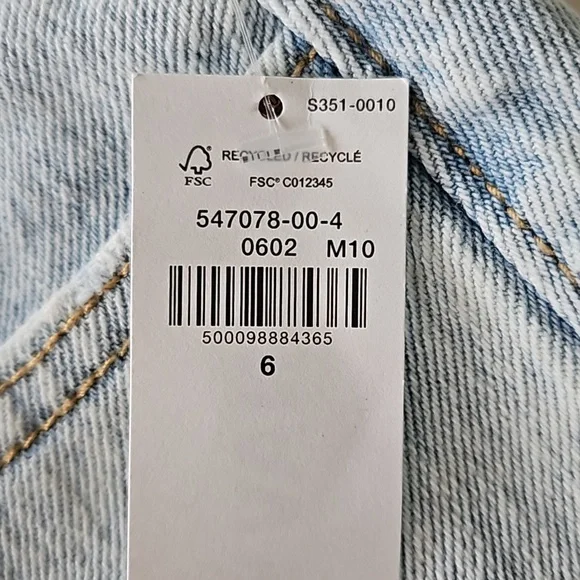 S351-0010
RECYCLED / RECYCLÉ
FSC
FSC® C012345
547078-00-4
0602 M10
500098884365
6